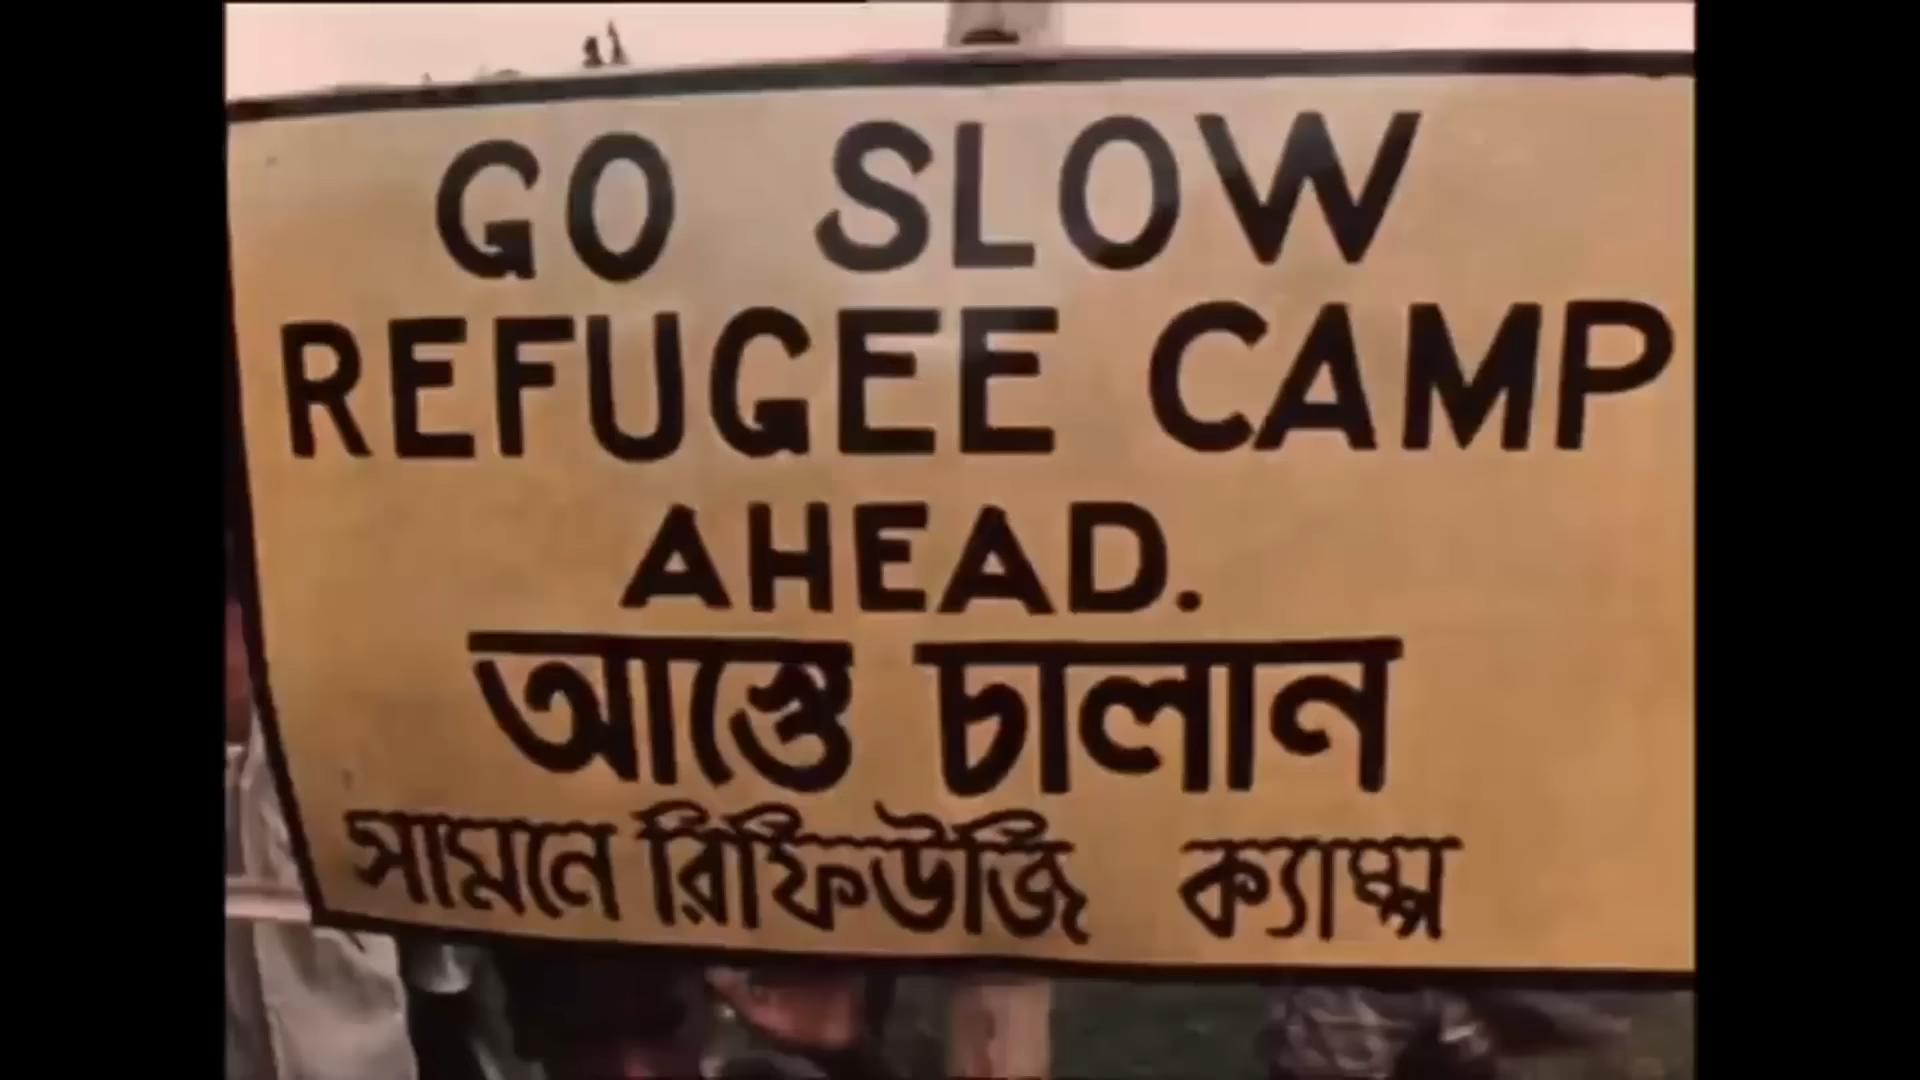 GO SLOW
REFUGEE CAMP
AHEAD.
আস্তে চালান
সামনে রিফিউজি ক্যাম্প